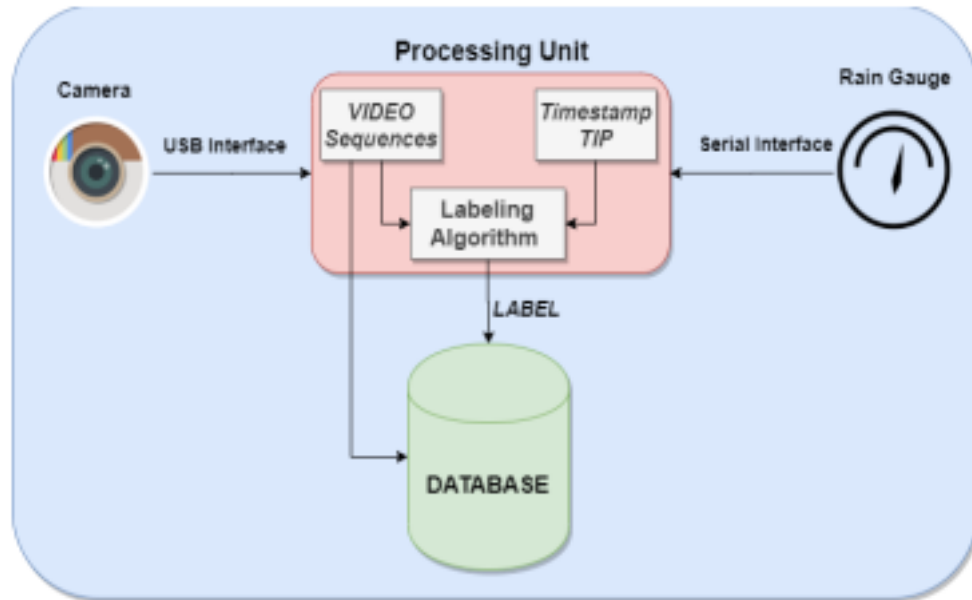 Processing Unit
Camera
Rain Gauge
VIDEO
Sequences
Timestamp
TIP
USB Interface
Serial Interface
Labeling
Algorithm
LABEL
DATABASE